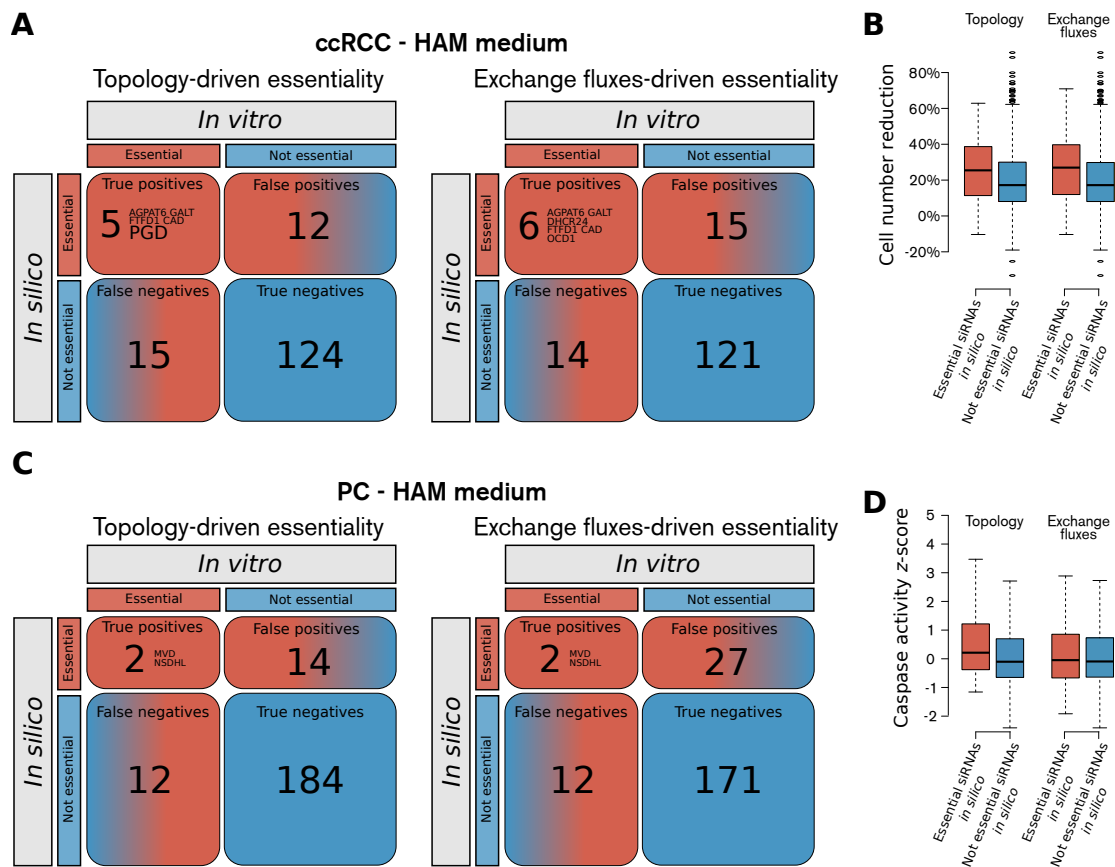 A
ccRCC - HAM medium
Topology-driven essentiality
In vitro
Essential
Not essential
In silico
Essential
Not essential
True positives
5
AGPAT6 GALT
FTFD1 CAD
PGD
False positives
12
False negatives
15
True negatives
124
Exchange fluxes-driven essentiality
In vitro
Essential
Not essential
In silico
Essential
Not essential
True positives
6
AGPAT6 GALT
DHCR24
FTFD1 CAD
OCD1
False positives
15
False negatives
14
True negatives
121
B
Topology
Exchange
fluxes
Cell number reduction
80%
60%
40%
20%
0%
-20%
Essential siRNAs
in silico
Not essential siRNAs
in silico
Essential siRNAs
in silico
Not essential siRNAs
in silico
C
PC - HAM medium
Topology-driven essentiality
In vitro
Essential
Not essential
In silico
Essential
Not essential
True positives
2
MVD
NSDHL
False positives
14
False negatives
12
True negatives
184
Exchange fluxes-driven essentiality
In vitro
Essential
Not essential
In silico
Essential
Not essential
True positives
2
MVD
NSDHL
False positives
27
False negatives
12
True negatives
171
D
Topology
Exchange
fluxes
Caspase activity z-score
5
4
3
2
1
0
-1
-2
Essential siRNAs
in silico
Not essential siRNAs
in silico
Essential siRNAs
in silico
Not essential siRNAs
in silico